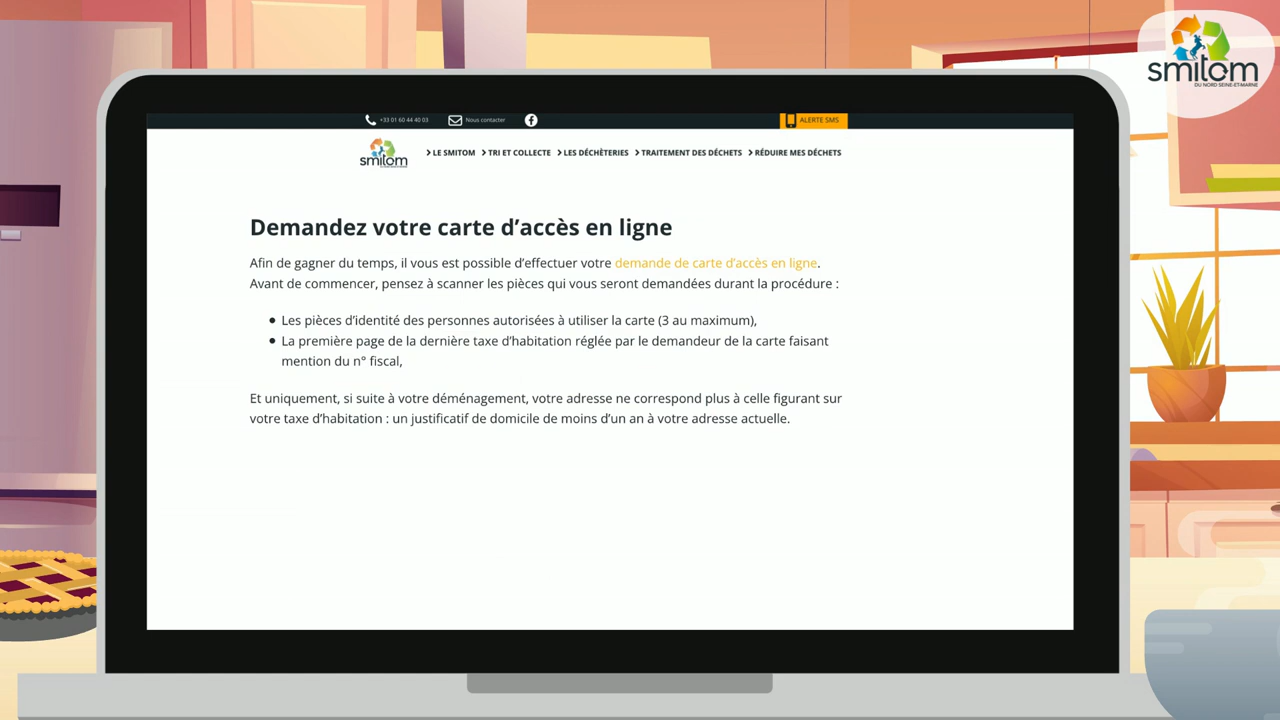 smitom
DU NORD SEINE-ET-MARNE
+33 01 60 44 40 03
Nous contacter
ALERTE SMS
smitom
LE SMITOM
TRI ET COLLECTE
LES DÉCHÈTERIES
TRAITEMENT DES DÉCHETS
RÉDUIRE MES DÉCHETS
Demandez votre carte d’accès en ligne
Afin de gagner du temps, il vous est possible d’effectuer votre demande de carte d’accès en ligne.
Avant de commencer, pensez à scanner les pièces qui vous seront demandées durant la procédure :
Les pièces d’identité des personnes autorisées à utiliser la carte (3 au maximum),
La première page de la dernière taxe d’habitation réglée par le demandeur de la carte faisant
mention du n° fiscal,
Et uniquement, si suite à votre déménagement, votre adresse ne correspond plus à celle figurant sur
votre taxe d’habitation : un justificatif de domicile de moins d’un an à votre adresse actuelle.